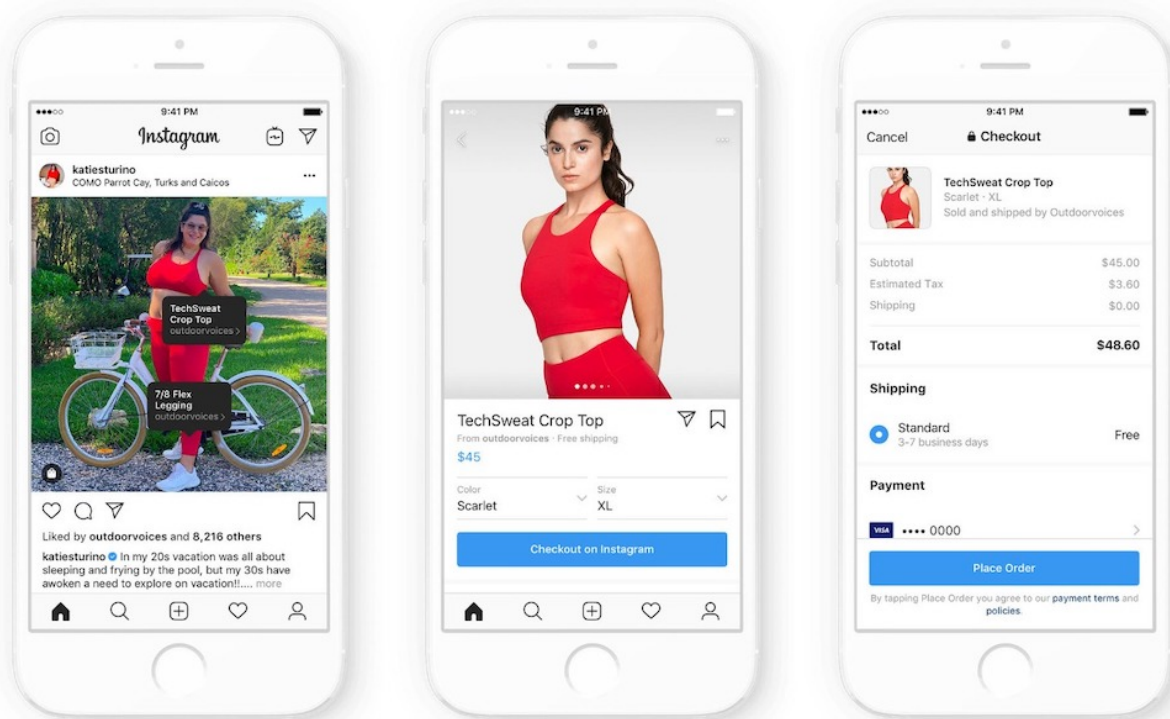 9:41 PM
Instagram
katiesturino
COMO Parrot Cay, Turks and Caicos
TechSweat
Crop Top
outdoorvoices >
7/8 Flex
Legging
outdoorvoices >
Liked by outdoorvoices and 8,216 others
katiesturino In my 20s vacation was all about
sleeping and frying by the pool, but my 30s have
awoken a need to explore on vacation!!.... more
9:41 PM
TechSweat Crop Top
From outdoorvoices · Free shipping
$45
Color
Scarlet
Size
XL
Checkout on Instagram
9:41 PM
Cancel
Checkout
TechSweat Crop Top
Scarlet · XL
Sold and shipped by Outdoorvoices
Subtotal $45.00
Estimated Tax $3.60
Shipping $0.00
Total $48.60
Shipping
Standard
3-7 business days
Free
Payment
VISA •••• 0000
Place Order
By tapping Place Order you agree to our payment terms and
policies.